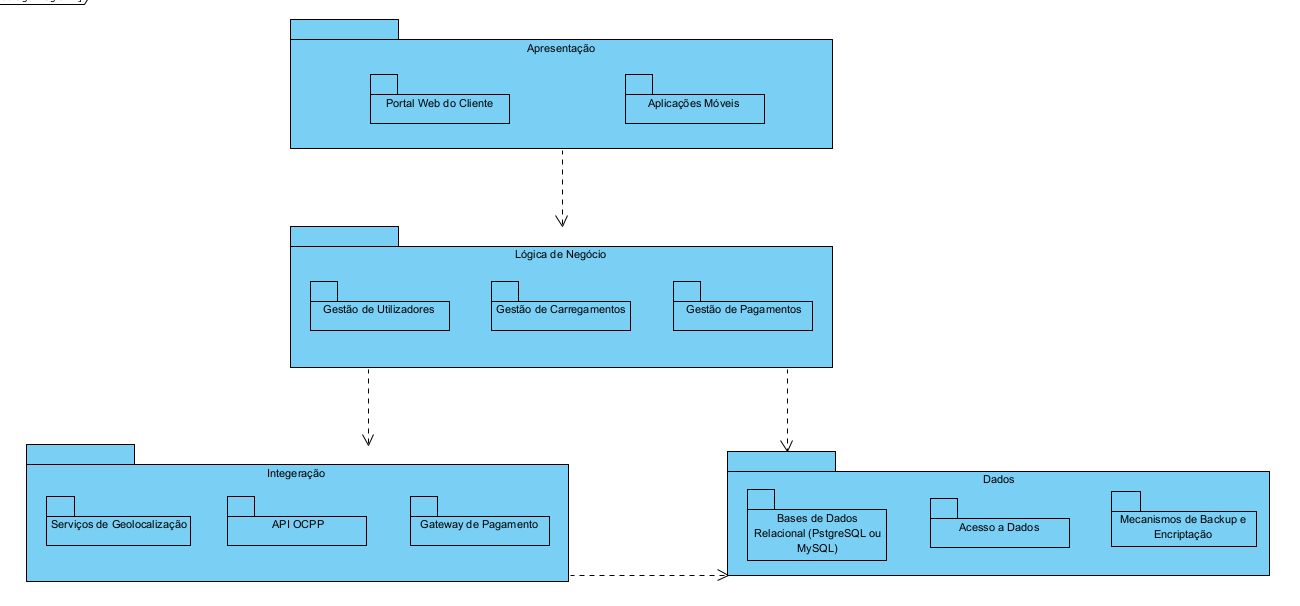 Apresentação
Portal Web do Cliente
Aplicações Móveis
Lógica de Negócio
Gestão de Utilizadores
Gestão de Carregamentos
Gestão de Pagamentos
Integeração
Serviços de Geolocalização
API OCPP
Gateway de Pagamento
Dados
Bases de Dados
Relacional (PstgreSQL ou
MySQL)
Acesso a Dados
Mecanismos de Backup e
Encriptação